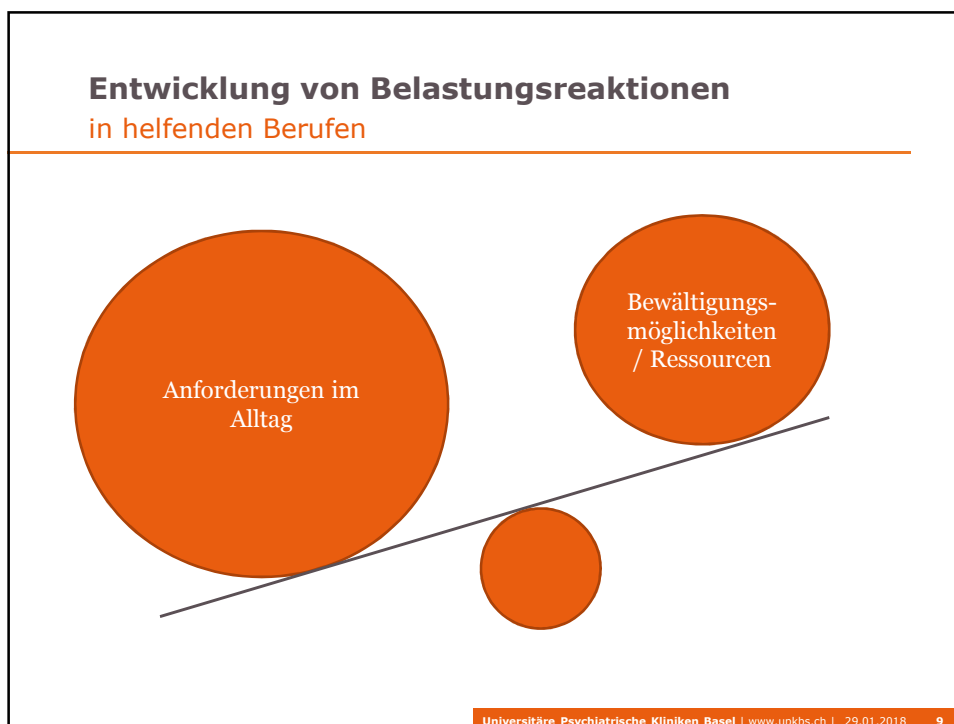 Entwicklung von Belastungsreaktionen
in helfenden Berufen
Anforderungen im
Alltag
Bewältigungs-
möglichkeiten
/ Ressourcen
Universitäre Psychiatrische Kliniken Basel | www.upkbs.ch | 29.01.2018 9